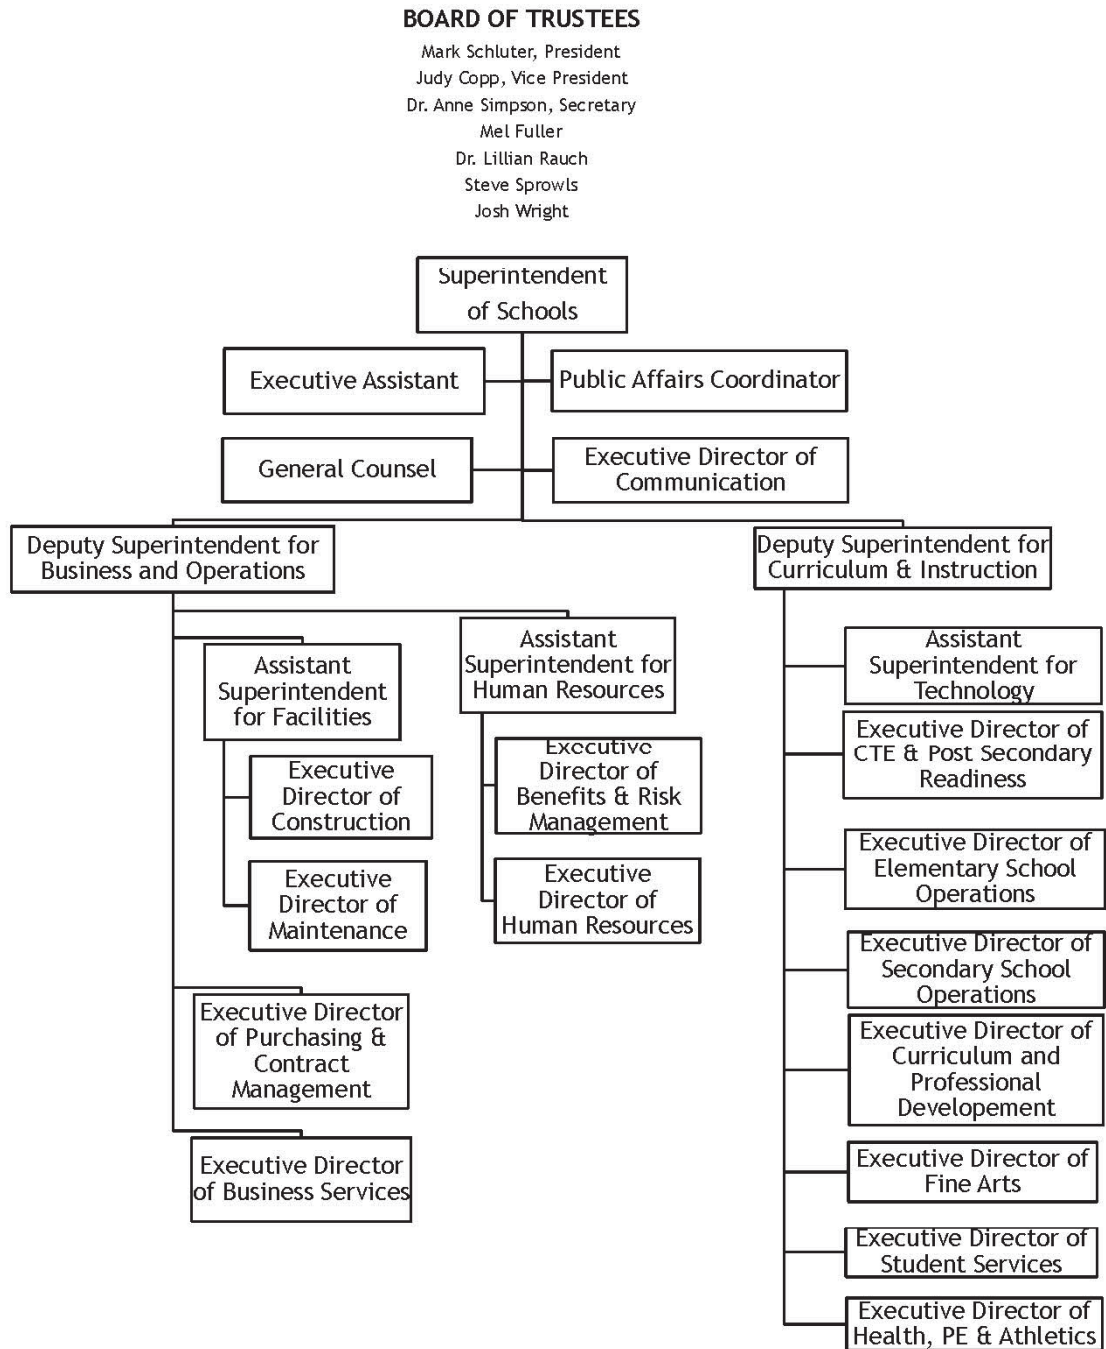 BOARD OF TRUSTEES
Mark Schluter, President
Judy Copp, Vice President
Dr. Anne Simpson, Secretary
Mel Fuller
Dr. Lillian Rauch
Steve Sprowls
Josh Wright
Superintendent
of Schools
Executive Assistant
Public Affairs Coordinator
General Counsel
Executive Director of
Communication
Deputy Superintendent for
Business and Operations
Deputy Superintendent for
Curriculum & Instruction
Assistant
Superintendent
for Facilities
Executive
Director of
Construction
Executive
Director of
Maintenance
Assistant
Superintendent for
Human Resources
Executive
Director of
Benefits & Risk
Management
Executive
Director of
Human Resources
Executive Director
of Purchasing &
Contract
Management
Executive Director
of Business Services
Assistant
Superintendent for
Technology
Executive Director of
CTE & Post Secondary
Readiness
Executive Director of
Elementary School
Operations
Executive Director of
Secondary School
Operations
Executive Director of
Curriculum and
Professional
Developement
Executive Director of
Fine Arts
Executive Director of
Student Services
Executive Director of
Health, PE & Athletics